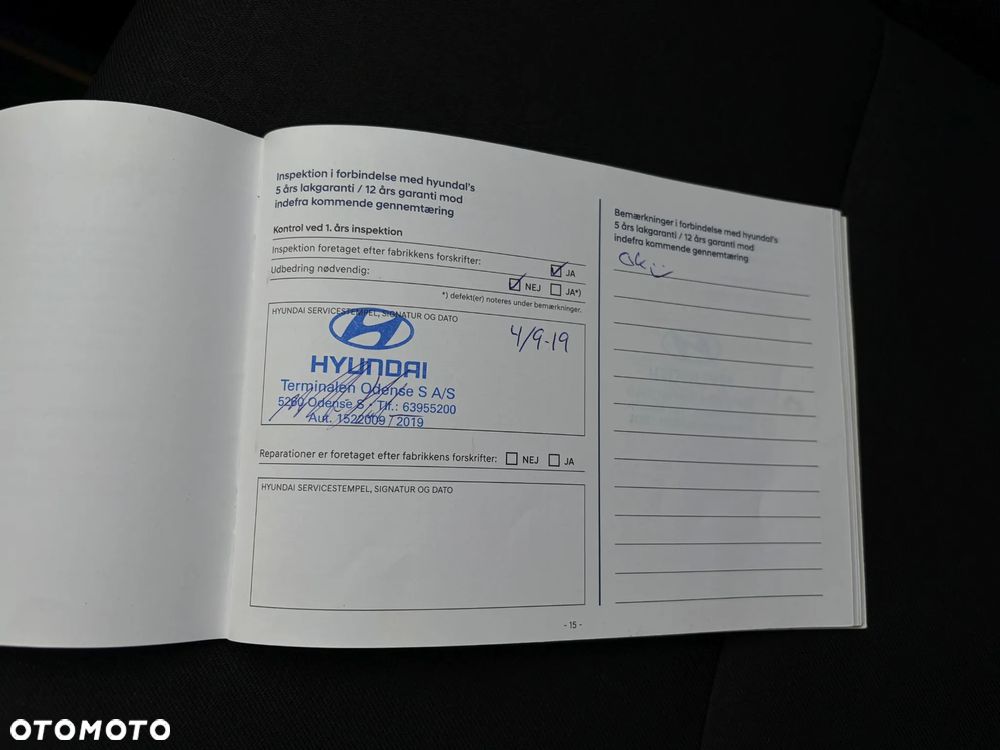 Inspektion i forbindelse med hyundai's
5 års lakgaranti / 12 års garanti mod
indefra kommende gennemtæring
Kontrol ved 1. års inspektion
Inspektion foretaget efter fabrikkens forskrifter: JA
Udbedring nødvendig: NEJ JA*)
*) defekt(er) noteres under bemærkninger.
HYUNDAI SERVICESTEMPEL, SIGNATUR OG DATO
4/9-19
HYUNDAI
Terminalen Odense S A/S
5260 Odense S - Tlf.: 63955200
Aut. 1522009 / 2019
Reparationer er foretaget efter fabrikkens forskrifter: NEJ JA
HYUNDAI SERVICESTEMPEL, SIGNATUR OG DATO
- 15 -
Bemærkninger i forbindelse med hyundai's
5 års lakgaranti / 12 års garanti mod
indefra kommende gennemtæring
Ok
OTOMOTO